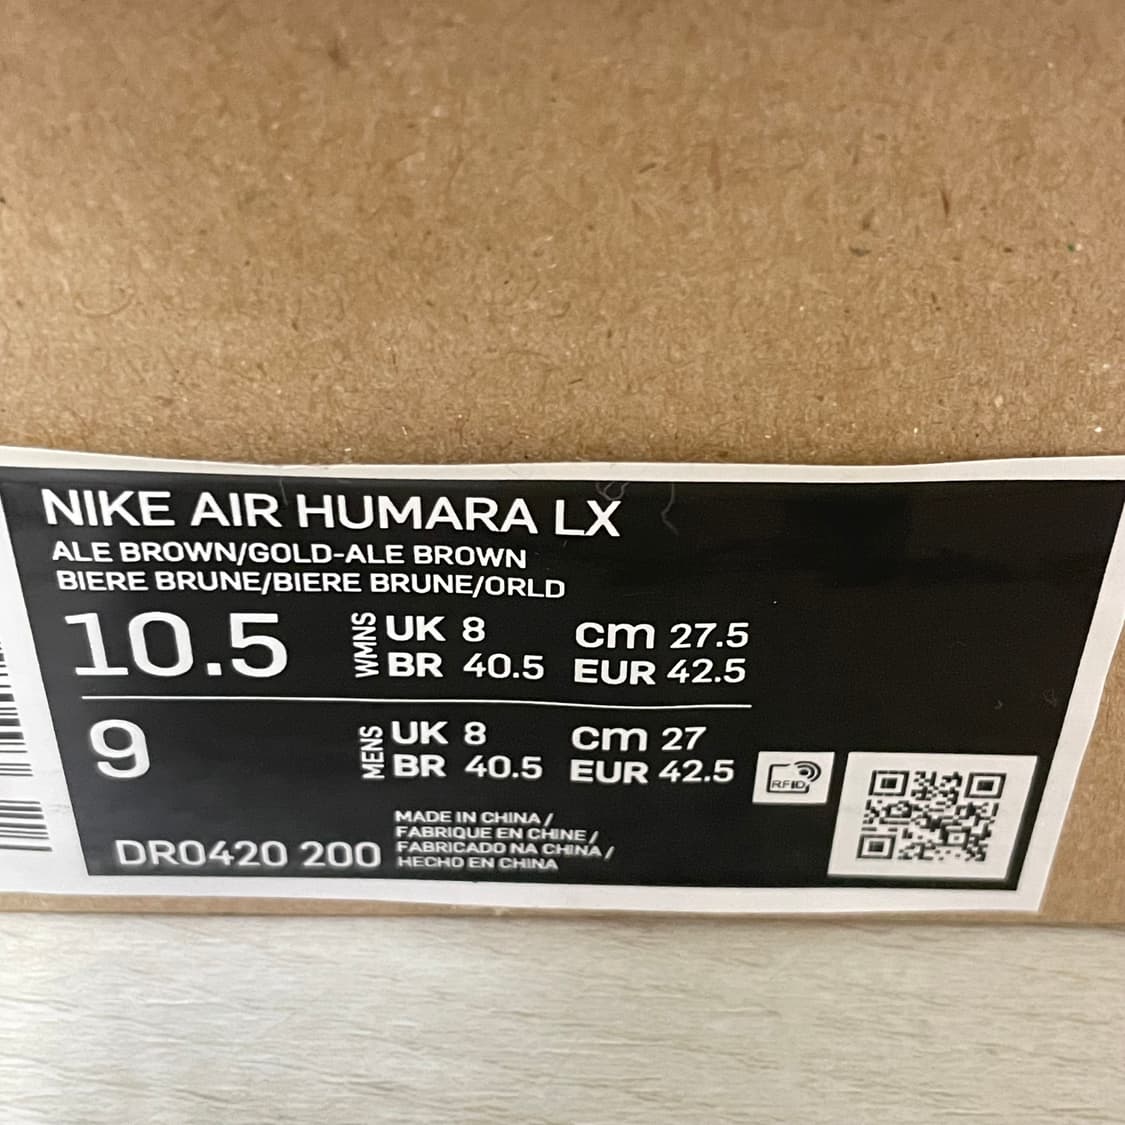 NIKE AIR HUMARA LX
ALE BROWN/GOLD-ALE BROWN
BIERE BRUNE/BIERE BRUNE/ORLD
10.5 WMNS UK 8 cm 27.5
BR 40.5 EUR 42.5
9 MENS UK 8 cm 27
BR 40.5 EUR 42.5
RFID
MADE IN CHINA /
FABRIQUE EN CHINE /
FABRICADO NA CHINA /
HECHO EN CHINA
DR0420 200